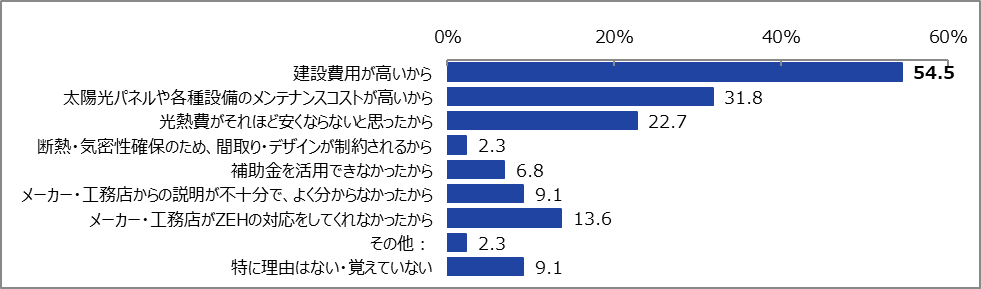 0% 20% 40% 60%
建設費用が高いから 54.5
太陽光パネルや各種設備のメンテナンスコストが高いから 31.8
光熱費がそれほど安くならないと思ったから 22.7
断熱・気密性確保のため、間取り・デザインが制約されるから 2.3
補助金を活用できなかったから 6.8
メーカー・工務店からの説明が不十分で、よく分からなかったから 9.1
メーカー・工務店がZEHの対応をしてくれなかったから 13.6
その他： 2.3
特に理由はない・覚えていない 9.1